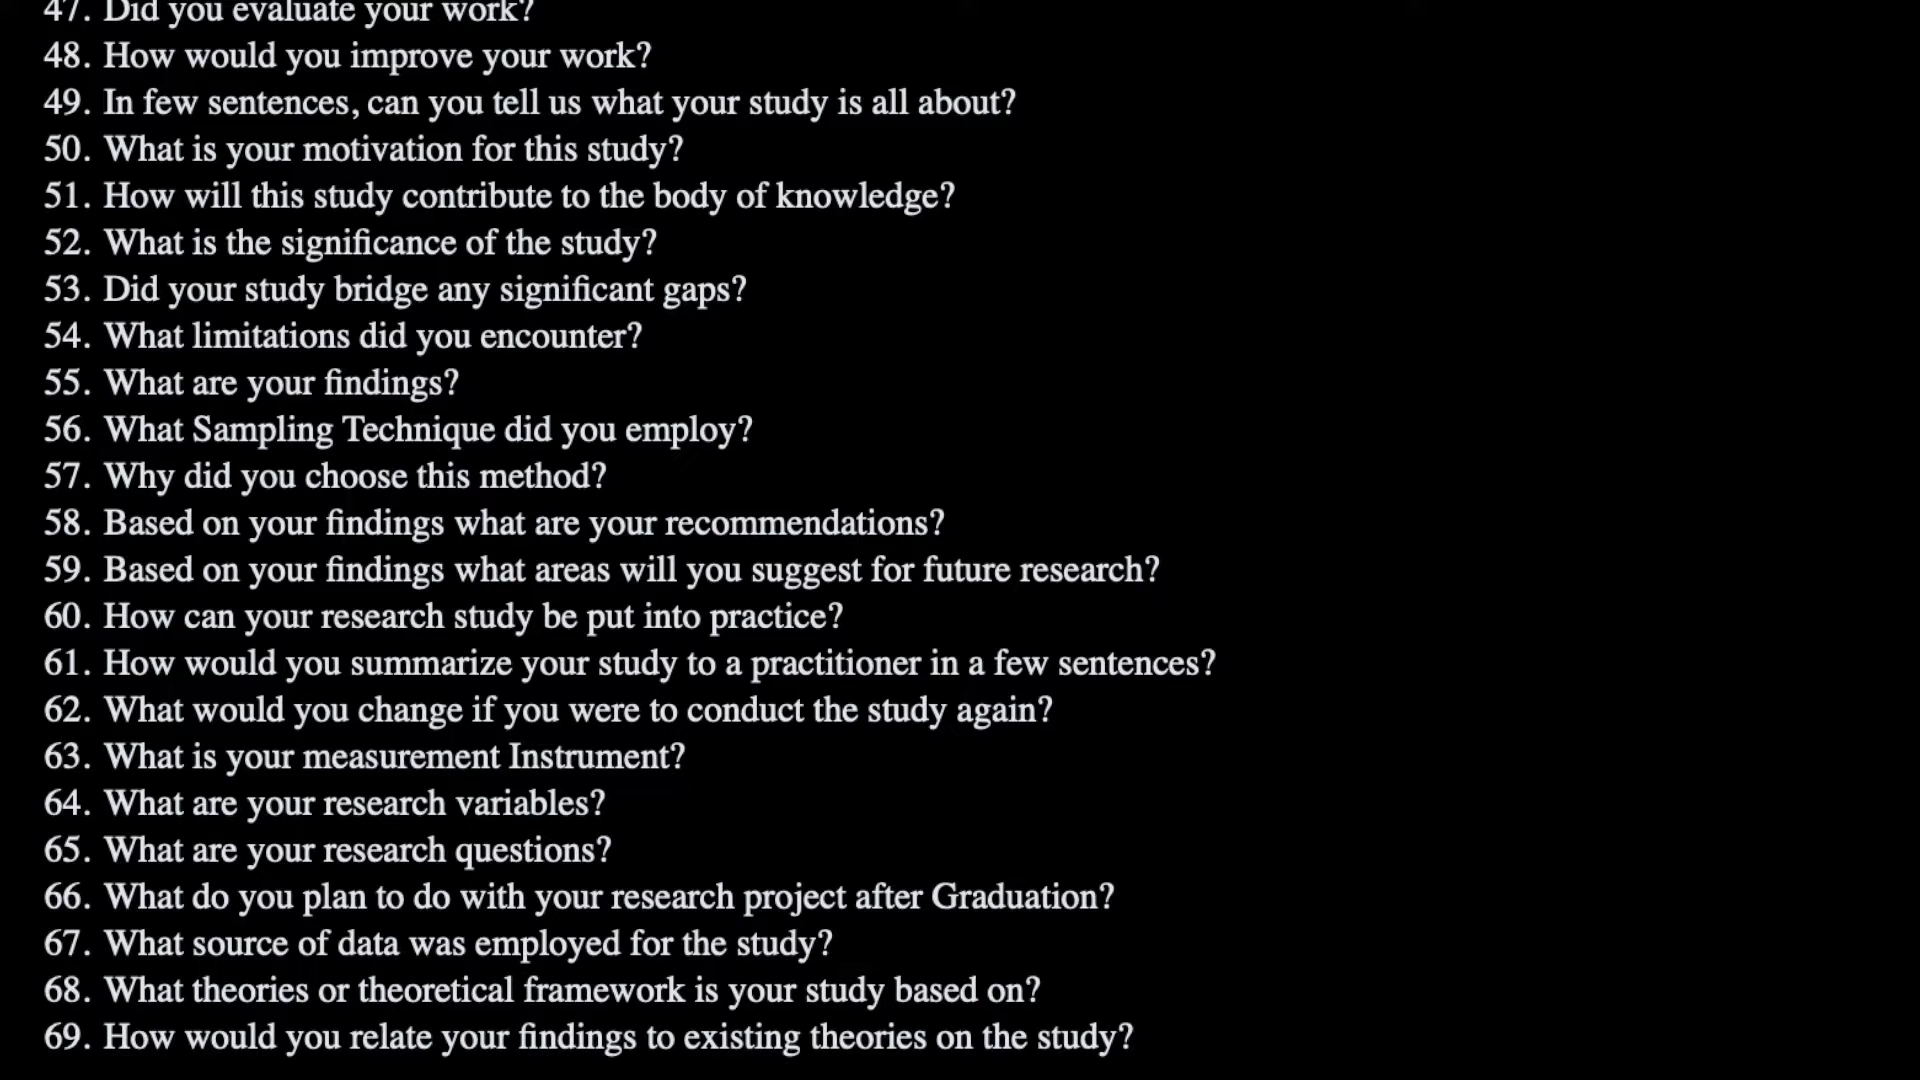 47. Did you evaluate your work?
48. How would you improve your work?
49. In few sentences, can you tell us what your study is all about?
50. What is your motivation for this study?
51. How will this study contribute to the body of knowledge?
52. What is the significance of the study?
53. Did your study bridge any significant gaps?
54. What limitations did you encounter?
55. What are your findings?
56. What Sampling Technique did you employ?
57. Why did you choose this method?
58. Based on your findings what are your recommendations?
59. Based on your findings what areas will you suggest for future research?
60. How can your research study be put into practice?
61. How would you summarize your study to a practitioner in a few sentences?
62. What would you change if you were to conduct the study again?
63. What is your measurement Instrument?
64. What are your research variables?
65. What are your research questions?
66. What do you plan to do with your research project after Graduation?
67. What source of data was employed for the study?
68. What theories or theoretical framework is your study based on?
69. How would you relate your findings to existing theories on the study?